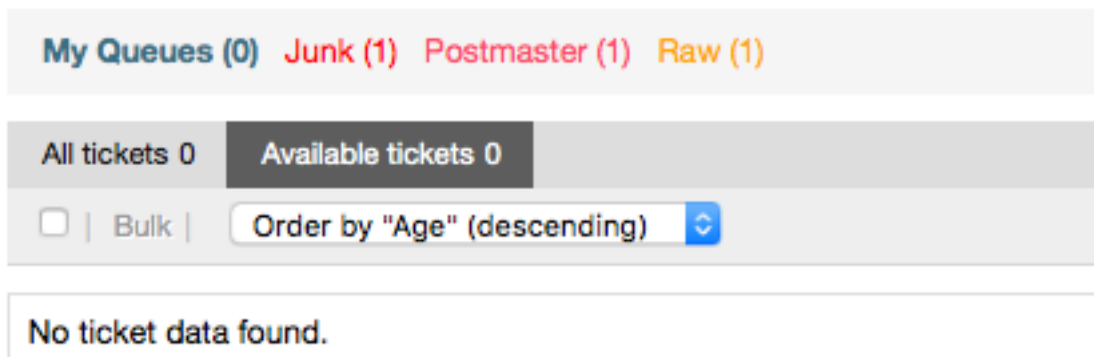 My Queues (0) Junk (1) Postmaster (1) Raw (1)
All tickets 0 Available tickets 0
| Bulk | Order by "Age" (descending)
No ticket data found.